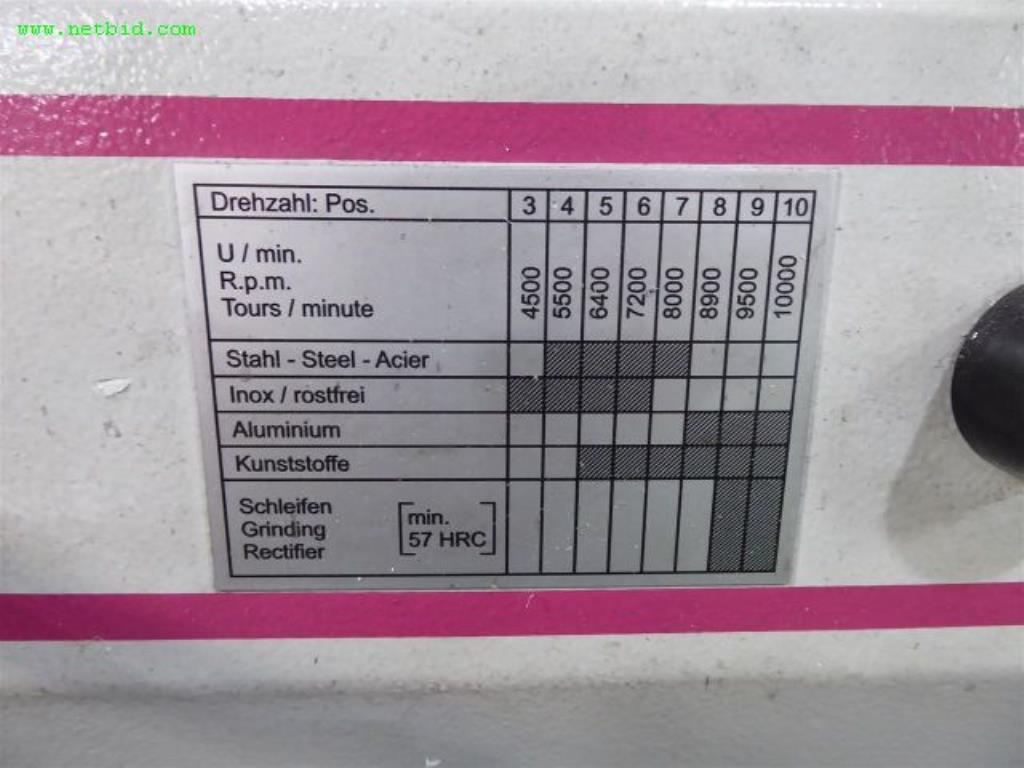 www.netbid.com
Drehzahl: Pos. 3 4 5 6 7 8 9 10
U / min.
R.p.m.
Tours / minute
4500 5500 6400 7200 8000 8900 9500 10000
Stahl - Steel - Acier
Inox / rostfrei
Aluminium
Kunststoffe
Schleifen
Grinding
Rectifier
min.
57 HRC